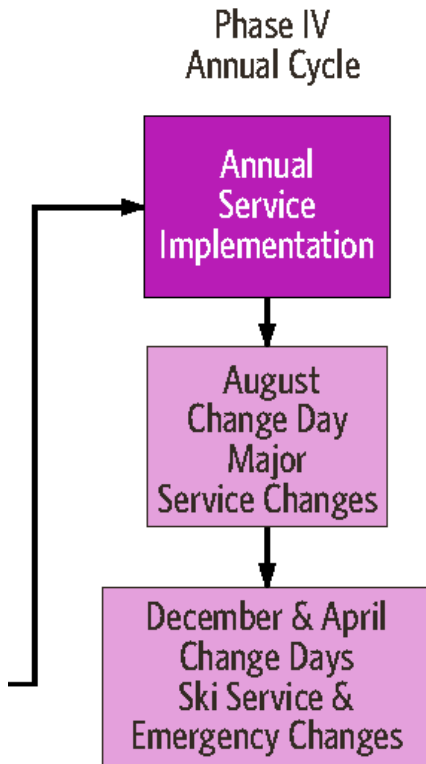 Phase IV
Annual Cycle
Annual
Service
Implementation
August
Change Day
Major
Service Changes
December & April
Change Days
Ski Service &
Emergency Changes